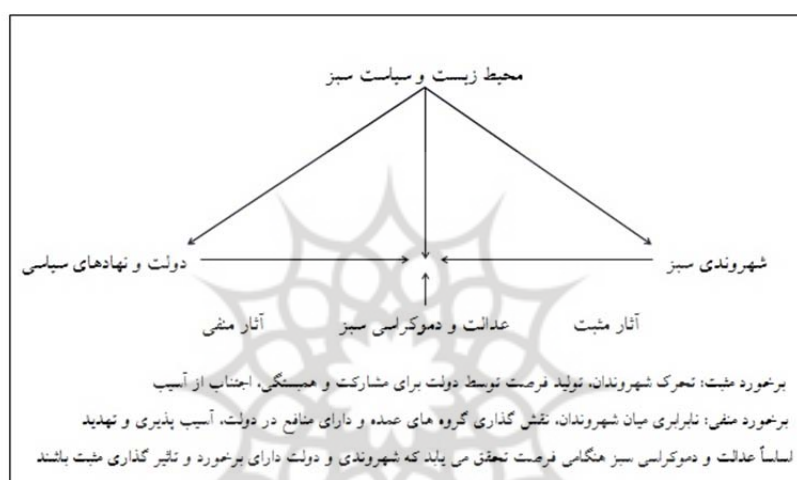 محیط زیست و سیاست سبز
شهروندی سبز دولت و نهادهای سیاسی
آثار مثبت عدالت و دموکراسی سبز آثار منفی
برخورد مثبت: تحرک شهروندان، تولید فرصت توسط دولت برای مشارکت و همبستگی، اجتناب از آسیب
برخورد منفی: نابرابری میان شهروندان، نقش گذاری گروه های عمده و دارای منافع در دولت، آسیب پذیری و تهدید
اساساً عدالت و دموکراسی سبز هنگامی فرصت تحقق می یابد که شهروندی و دولت دارای برخورد و تاثیر گذاری مثبت باشند